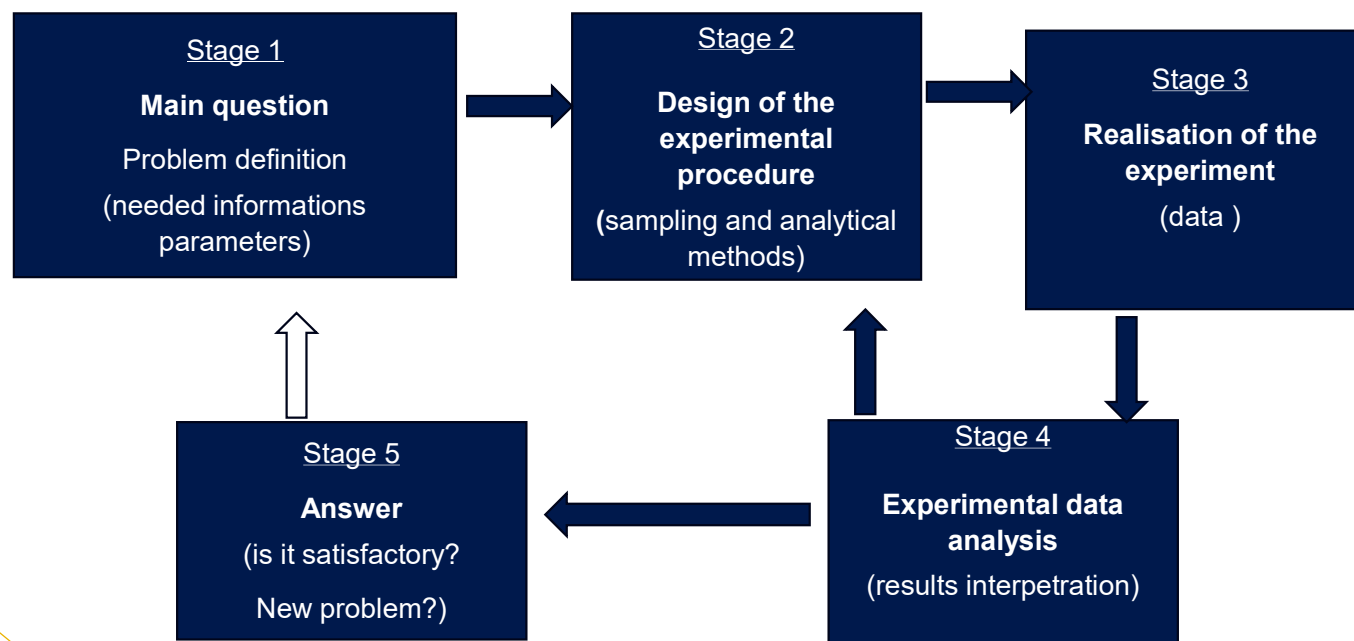 Stage 1
Main question
Problem definition
(needed informations
parameters)
Stage 2
Design of the
experimental
procedure
(sampling and analytical
methods)
Stage 3
Realisation of the
experiment
(data )
Stage 4
Experimental data
analysis
(results interpetration)
Stage 5
Answer
(is it satisfactory?
New problem?)